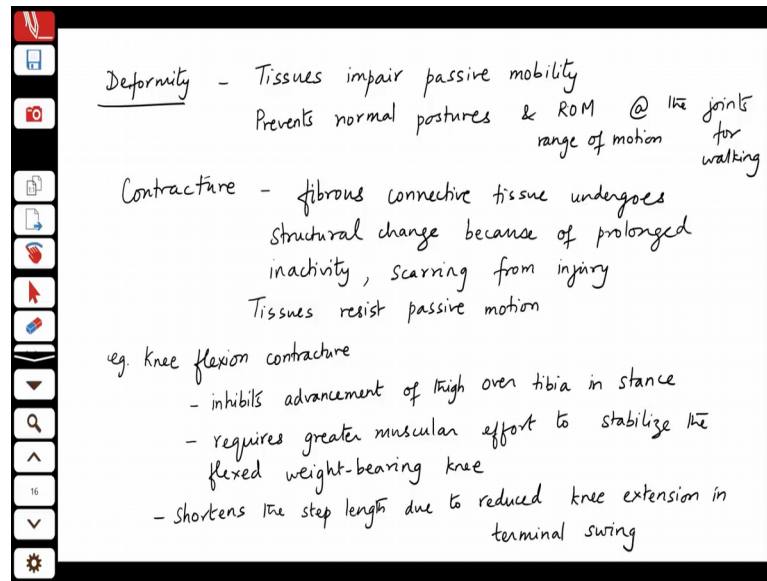 Deformity - Tissues impair passive mobility
Prevents normal postures & ROM @ the joints
range of motion for
walking
Contracture - fibrous connective tissue undergoes
structural change because of prolonged
inactivity, scarring from injury
Tissues resist passive motion
eg. Knee flexion contracture
- inhibits advancement of thigh over tibia in stance
- requires greater muscular effort to stabilize the
flexed weight-bearing knee
- Shortens the step length due to reduced knee extension in
terminal swing
16